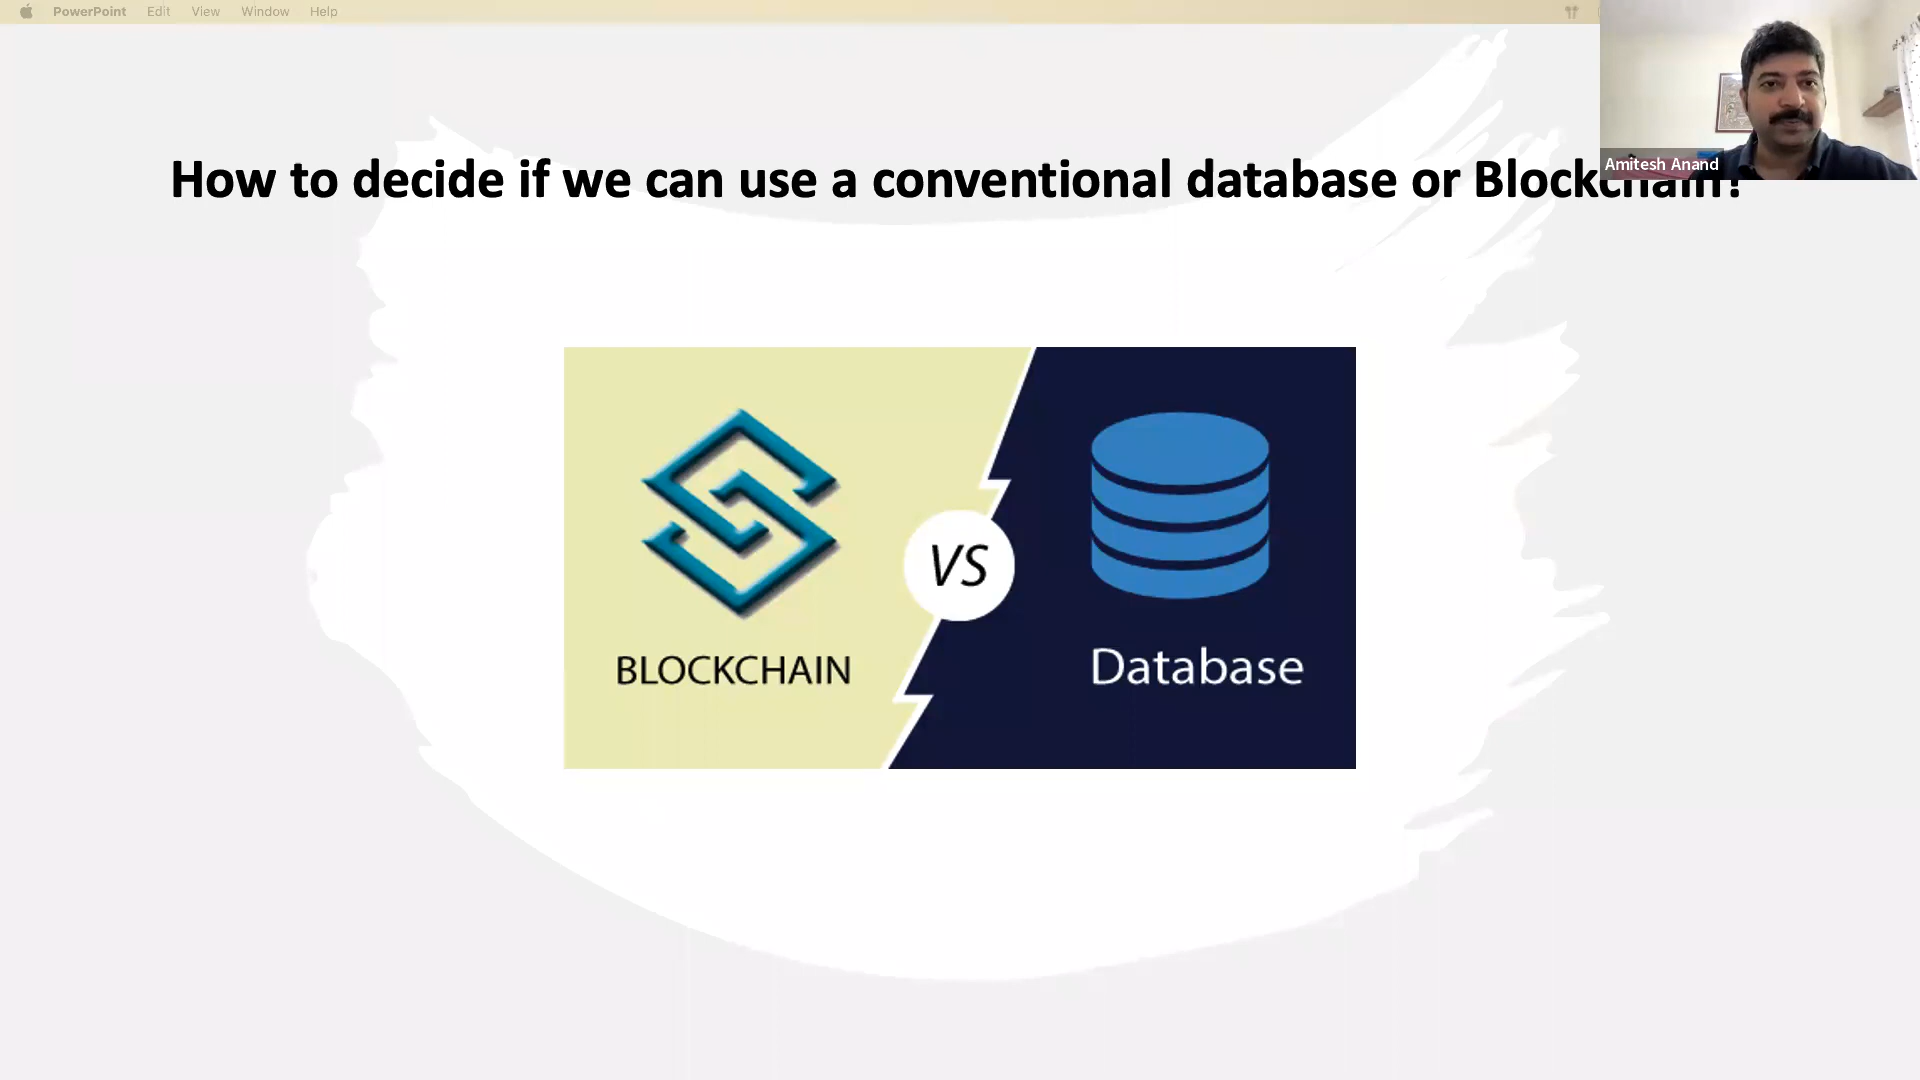 PowerPoint Edit View Window Help
Amitesh Anand
How to decide if we can use a conventional database or Blockchain?
VS
BLOCKCHAIN
Database